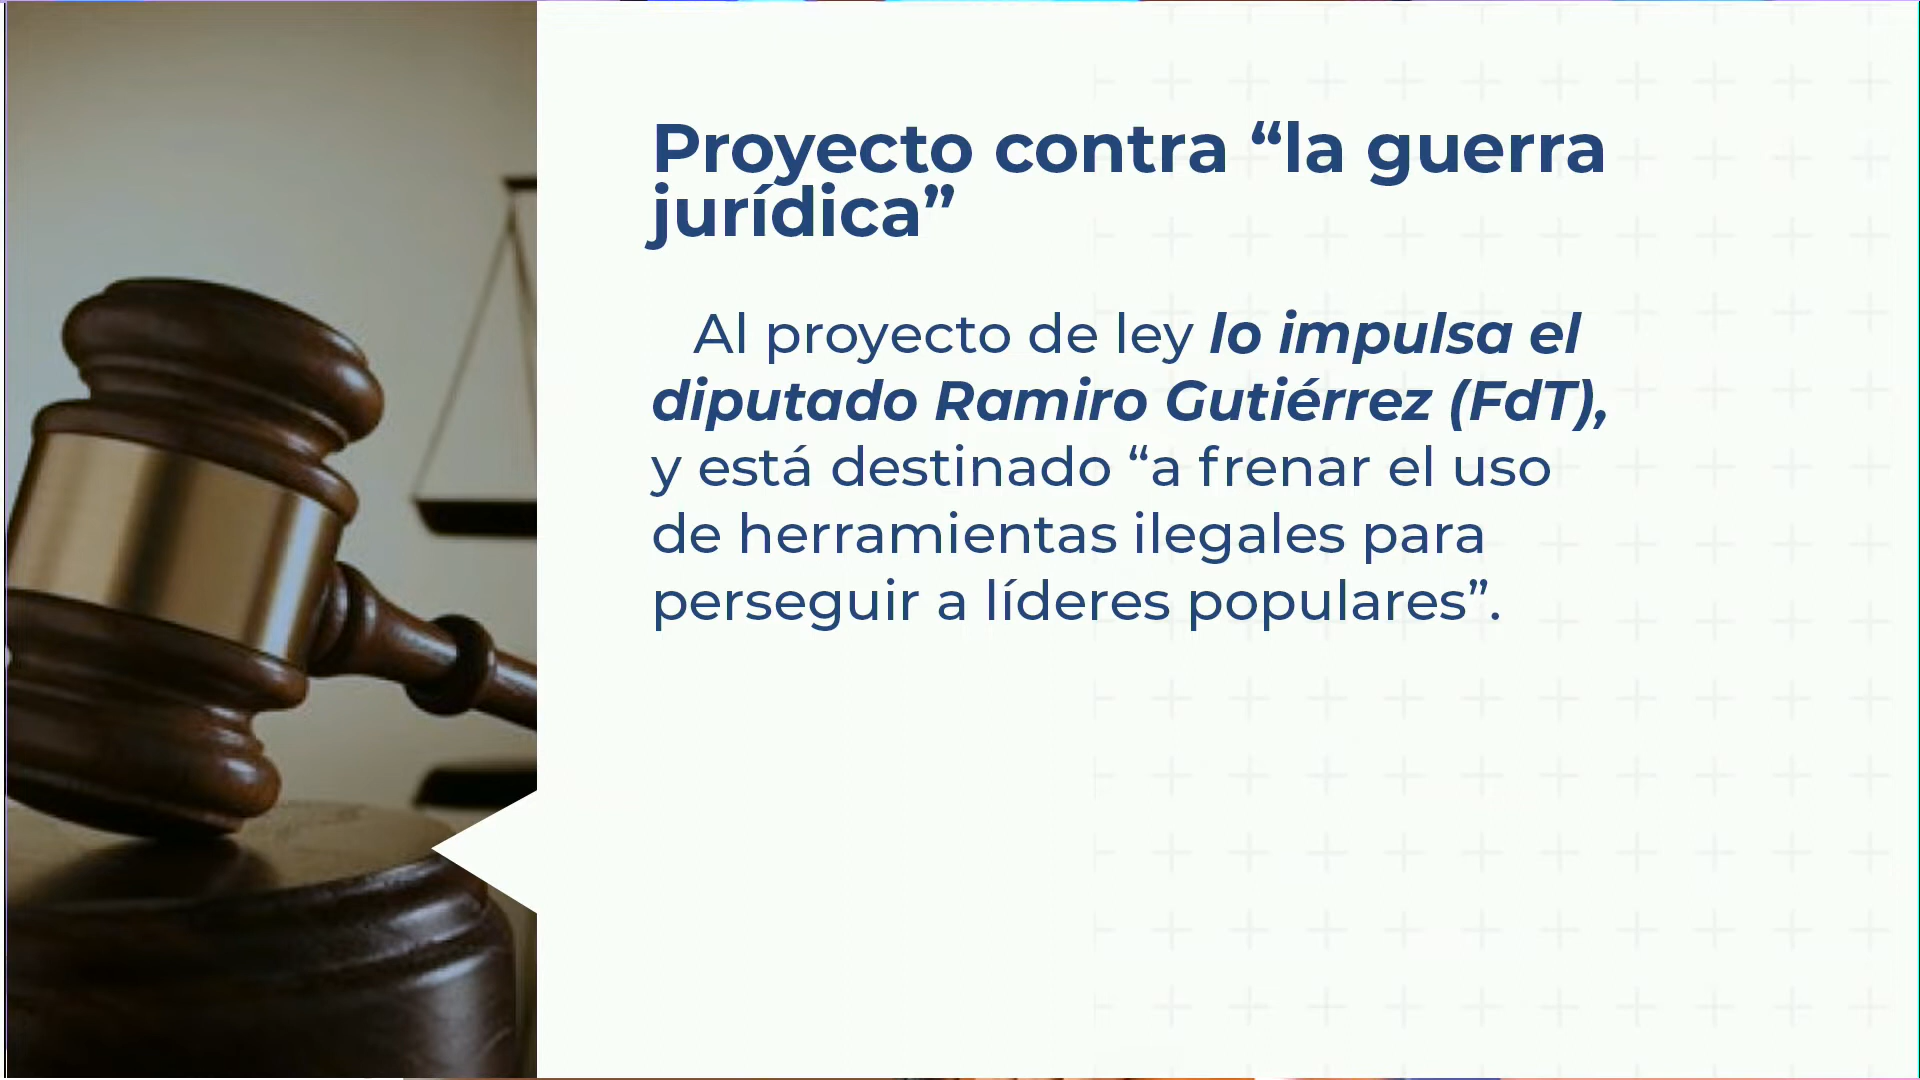 Proyecto contra “la guerra
jurídica”
Al proyecto de ley lo impulsa el
diputado Ramiro Gutiérrez (FdT),
y está destinado “a frenar el uso
de herramientas ilegales para
perseguir a líderes populares”.